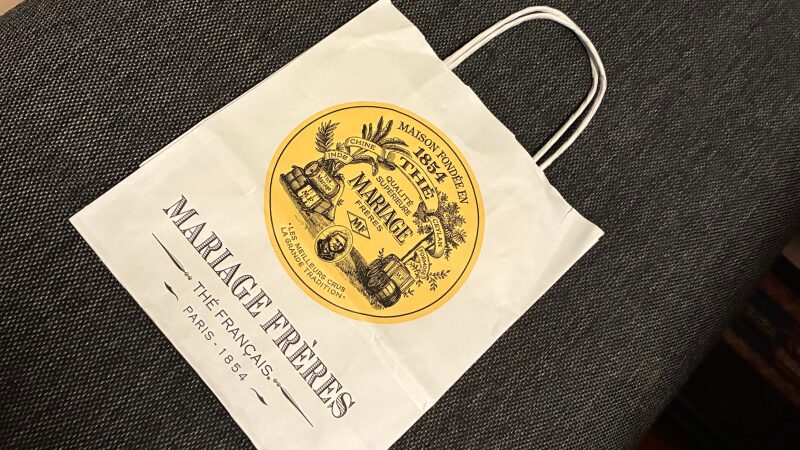 MAISON FONDÉE EN
1854
CHINE
THÉ
INDE
CEYLAN
QUALITÉ
SUPÉRIEURE
MARIAGE
FRÈRES
MF
"LES MEILLEURS CRUS
LA GRANDE TRADITION"
MARIAGE FRÈRES
THÉ FRANÇAIS
PARIS - 1854